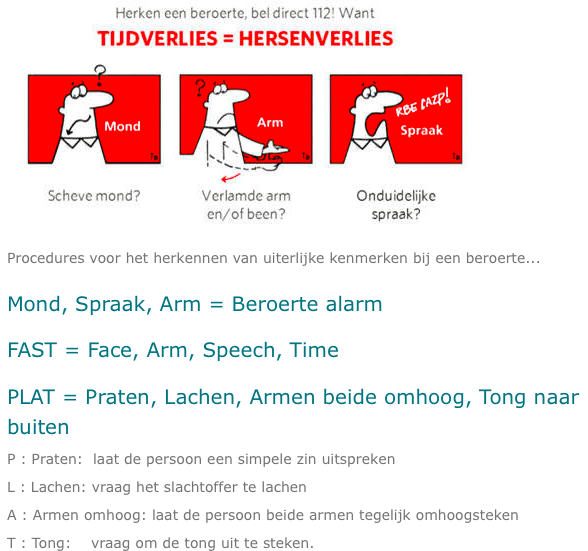 Herken een beroerte, bel direct 112! Want
TIJDVERLIES = HERSENVERLIES
?
Mond
?
Arm
RBE CAZP!
Spraak
Scheve mond?
Verlamde arm
en/of been?
Onduidelijke
spraak?
Procedures voor het herkennen van uiterlijke kenmerken bij een beroerte...
Mond, Spraak, Arm = Beroerte alarm
FAST = Face, Arm, Speech, Time
PLAT = Praten, Lachen, Armen beide omhoog, Tong naar
buiten
P : Praten: laat de persoon een simpele zin uitspreken
L : Lachen: vraag het slachtoffer te lachen
A : Armen omhoog: laat de persoon beide armen tegelijk omhoogsteken
T : Tong: vraag om de tong uit te steken.